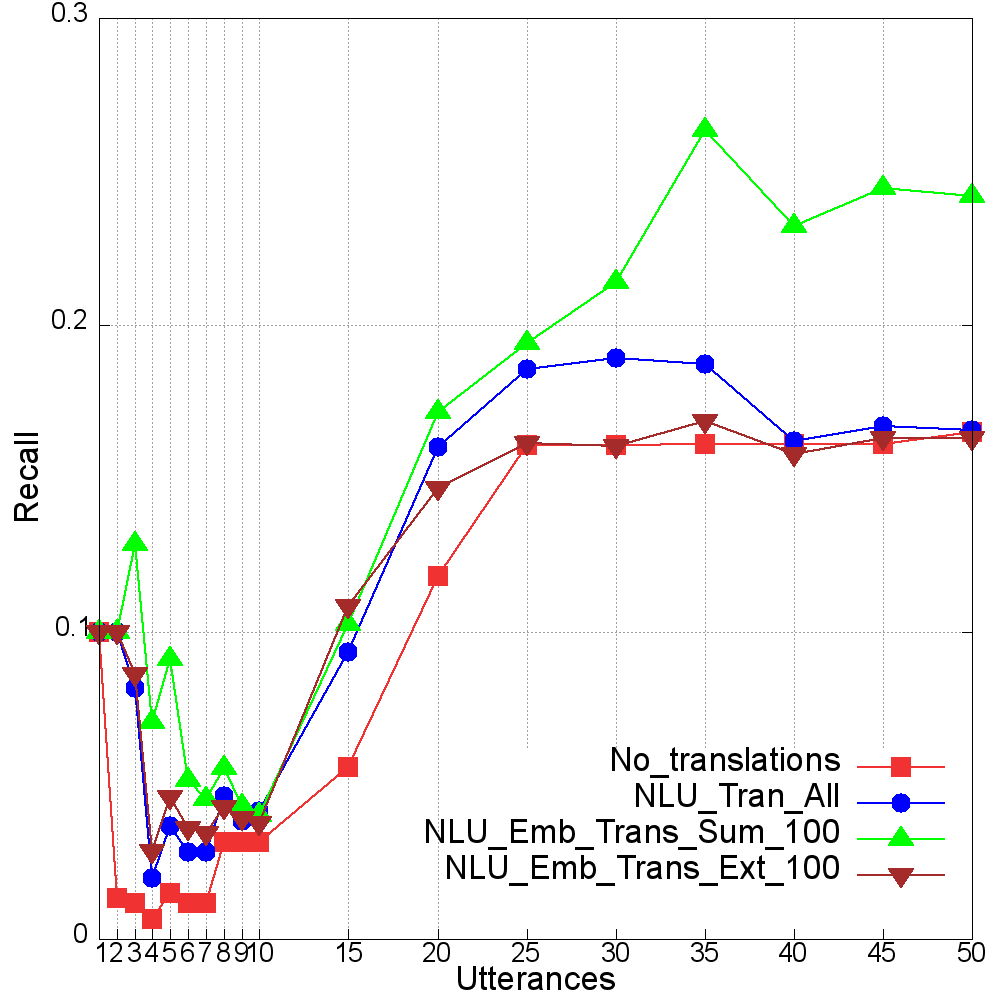 0.3
0.2
0.1
0
Recall
No_translations
NLU_Tran_All
NLU_Emb_Trans_Sum_100
NLU_Emb_Trans_Ext_100
1 2 3 4 5 6 7 8 9 10 15 20 25 30 35 40 45 50
Utterances